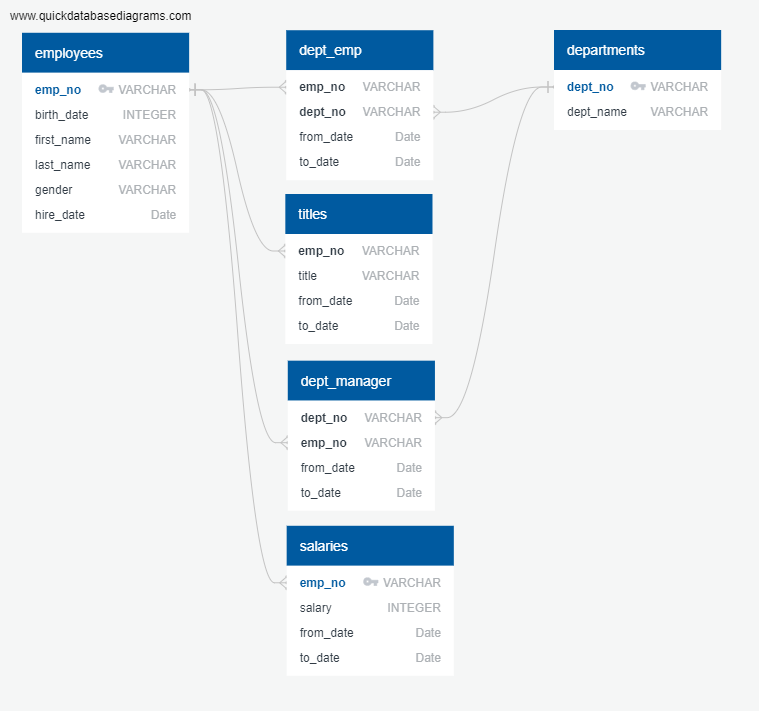 www.quickdatabasediagrams.com
employees
emp_no VARCHAR
birth_date INTEGER
first_name VARCHAR
last_name VARCHAR
gender VARCHAR
hire_date Date
dept_emp
emp_no VARCHAR
dept_no VARCHAR
from_date Date
to_date Date
departments
dept_no VARCHAR
dept_name VARCHAR
titles
emp_no VARCHAR
title VARCHAR
from_date Date
to_date Date
dept_manager
dept_no VARCHAR
emp_no VARCHAR
from_date Date
to_date Date
salaries
emp_no VARCHAR
salary INTEGER
from_date Date
to_date Date